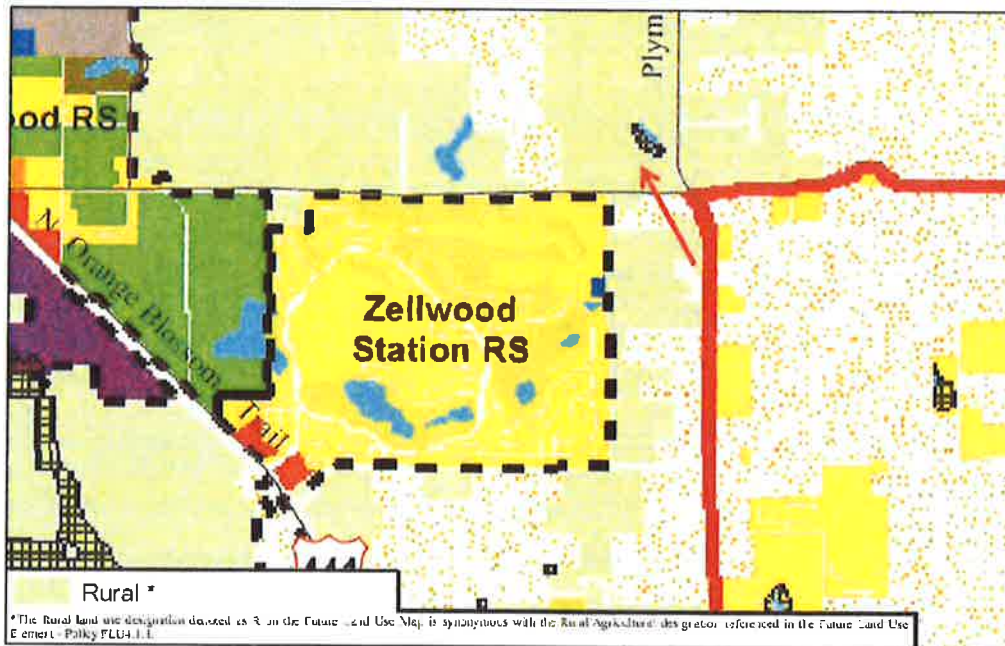 Plym
ood RS
N. Orange Blossom Trail
Zellwood
Station RS
441
Rural *
*The Rural land use designation denoted as R on the Future Land Use Map is synonymous with the Rural/Agricultural designation referenced in the Future Land Use
Element - Policy FLU4.1.1.